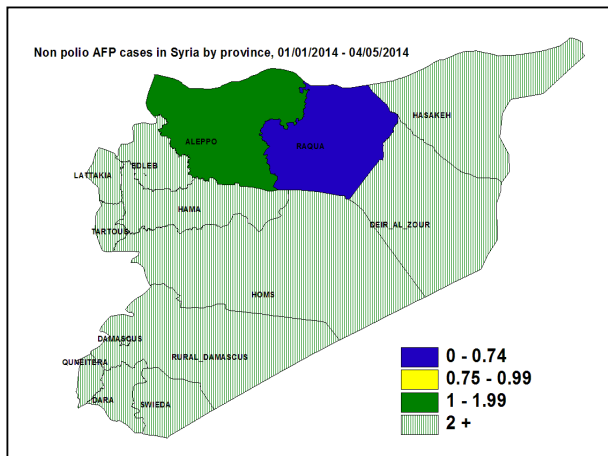 Non polio AFP cases in Syria by province, 01/01/2014 - 04/05/2014
HASAKEH
ALEPPO
RAQUA
EDLEB
LATTAKIA
HAMA
DEIR_AL_ZOUR
TARTOUS
HOMS
DAMASCUS
QUNEITERA
RURAL_DAMASCUS
DARA
SWIEDA
0 - 0.74
0.75 - 0.99
1 - 1.99
2 +